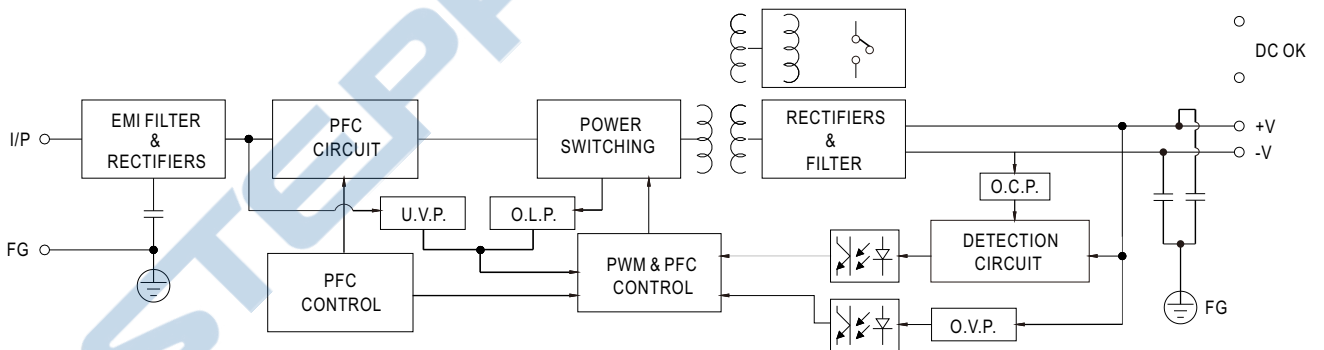 DC OK
I/P
EMI FILTER
&
RECTIFIERS
PFC
CIRCUIT
POWER
SWITCHING
RECTIFIERS
&
FILTER
+V
-V
O.C.P.
U.V.P.
O.L.P.
FG
PFC
CONTROL
PWM & PFC
CONTROL
DETECTION
CIRCUIT
O.V.P.
FG
STEPP